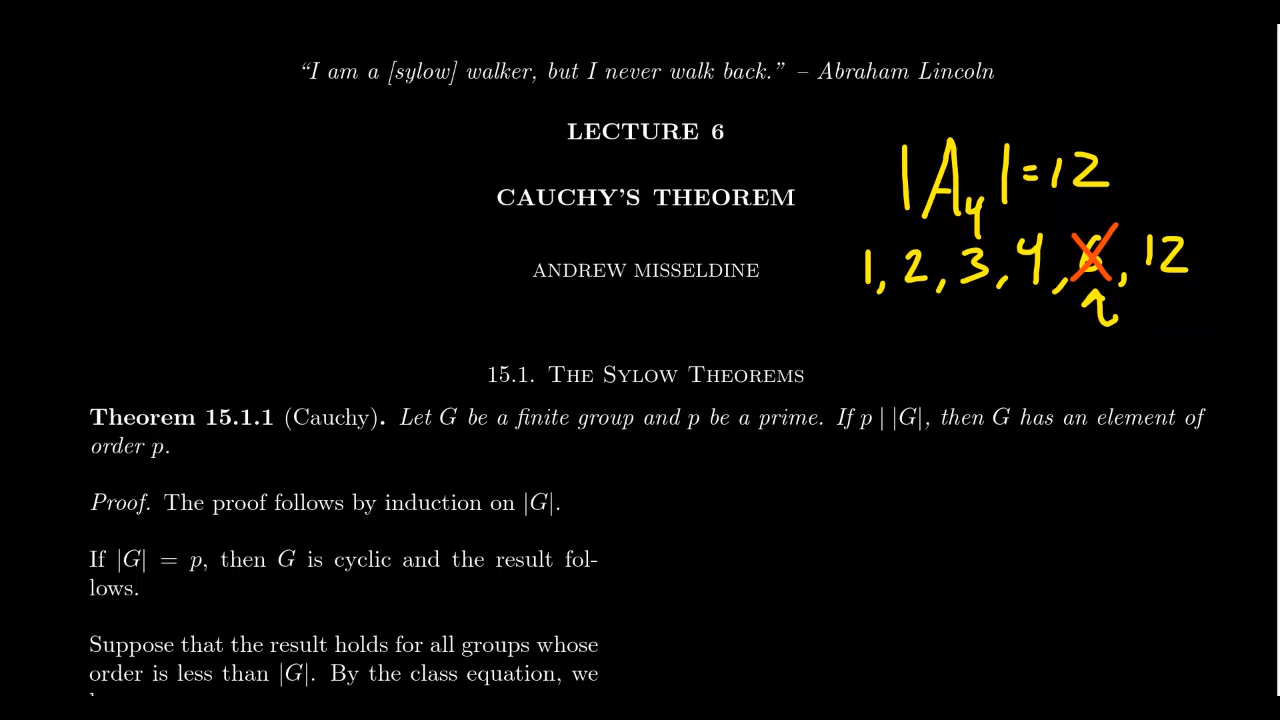 “I am a [sylow] walker, but I never walk back.” – Abraham Lincoln
LECTURE 6
CAUCHY’S THEOREM
ANDREW MISSELDINE
|A₄| = 12
1, 2, 3, 4, 6, 12
15.1. The Sylow Theorems
Theorem 15.1.1 (Cauchy). Let G be a finite group and p be a prime. If p | |G|, then G has an element of
order p.
Proof. The proof follows by induction on |G|.
If |G| = p, then G is cyclic and the result fol-
lows.
Suppose that the result holds for all groups whose
order is less than |G|. By the class equation, we